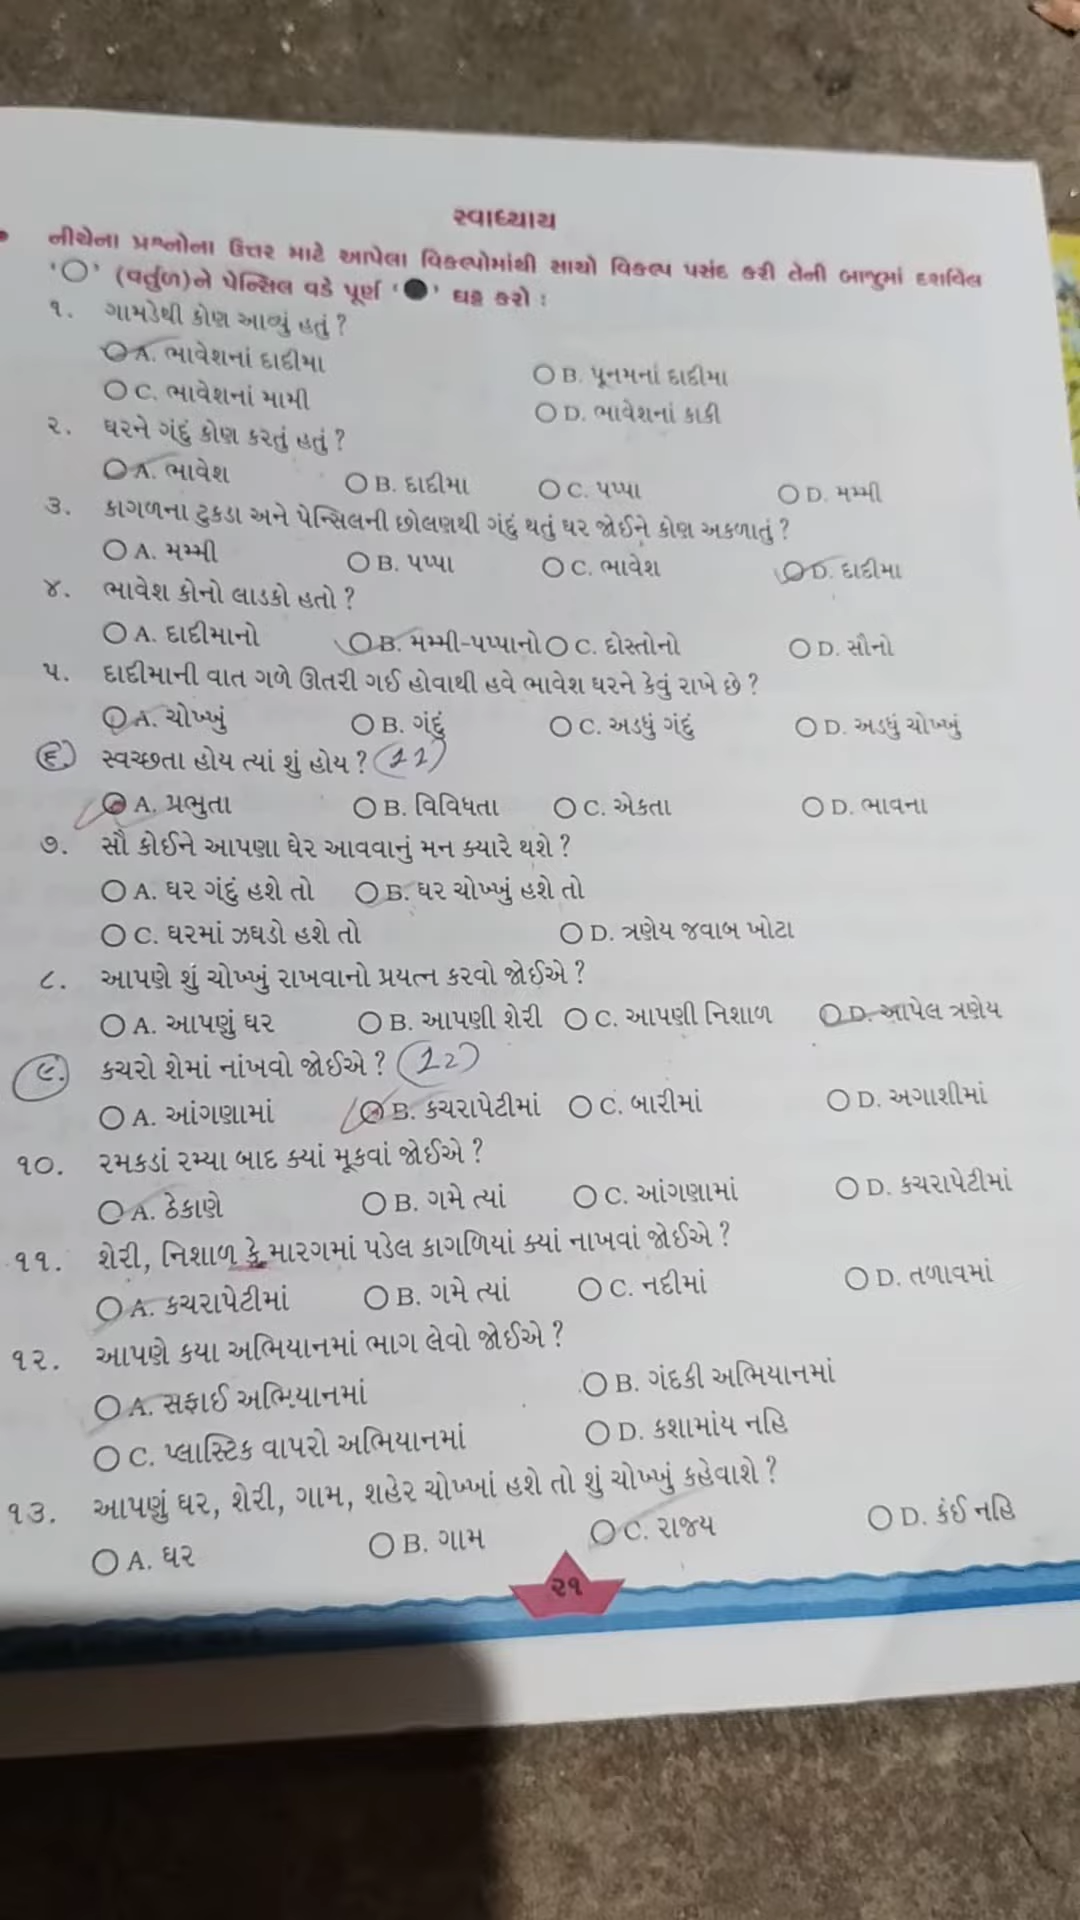 સ્વાધ્યાય
નીચેના પ્રશ્નોના ઉત્તર માટે આપેલા વિકલ્પોમાંથી સાચો વિકલ્પ પસંદ કરી તેની બાજુમાં દર્શાવેલ
'○' (વર્તુળ)ને પેન્સિલ વડે પૂર્ણ '●' ઘટ્ટ કરો :
૧. ગામડેથી કોણ આવ્યું હતું ?
○ A. ભાવેશનાં દાદીમા ○ B. પૂનમનાં દાદીમા
○ C. ભાવેશનાં મામી ○ D. ભાવેશનાં કાકી
૨. ઘરને ગંદું કોણ કરતું હતું ?
○ A. ભાવેશ ○ B. દાદીમા ○ C. પપ્પા ○ D. મમ્મી
૩. કાગળના ટુકડા અને પેન્સિલની છોલણથી ગંદું થતું ઘર જોઈને કોણ અકળાતું ?
○ A. મમ્મી ○ B. પપ્પા ○ C. ભાવેશ ○ D. દાદીમા
૪. ભાવેશ કોનો લાડકો હતો ?
○ A. દાદીમાનો ○ B. મમ્મી-પપ્પાનો ○ C. દોસ્તોનો ○ D. સૌનો
૫. દાદીમાની વાત ગળે ઊતરી ગઈ હોવાથી હવે ભાવેશ ઘરને કેવું રાખે છે ?
○ A. ચોખ્ખું ○ B. ગંદું ○ C. અડધું ગંદું ○ D. અડધું ચોખ્ખું
૬. સ્વચ્છતા હોય ત્યાં શું હોય ? (22)
○ A. પ્રભુતા ○ B. વિવિધતા ○ C. એકતા ○ D. ભાવના
૭. સૌ કોઈને આપણા ઘેર આવવાનું મન ક્યારે થશે ?
○ A. ઘર ગંદું હશે તો ○ B. ઘર ચોખ્ખું હશે તો
○ C. ઘરમાં ઝઘડો હશે તો ○ D. ત્રણેય જવાબ ખોટા
૮. આપણે શું ચોખ્ખું રાખવાનો પ્રયત્ન કરવો જોઈએ ?
○ A. આપણું ઘર ○ B. આપણી શેરી ○ C. આપણી નિશાળ ○ D. આપેલ ત્રણેય
૯. કચરો શેમાં નાંખવો જોઈએ ? (22)
○ A. આંગણામાં ○ B. કચરાપેટીમાં ○ C. બારીમાં ○ D. અગાશીમાં
૧૦. રમકડાં રમ્યા બાદ ક્યાં મૂકવાં જોઈએ ?
○ A. ઠેકાણે ○ B. ગમે ત્યાં ○ C. આંગણામાં ○ D. કચરાપેટીમાં
૧૧. શેરી, નિશાળ કે મારગમાં પડેલ કાગળિયાં ક્યાં નાખવાં જોઈએ ?
○ A. કચરાપેટીમાં ○ B. ગમે ત્યાં ○ C. નદીમાં ○ D. તળાવમાં
૧૨. આપણે કયા અભિયાનમાં ભાગ લેવો જોઈએ ?
○ A. સફાઈ અભિયાનમાં ○ B. ગંદકી અભિયાનમાં
○ C. પ્લાસ્ટિક વાપરો અભિયાનમાં ○ D. કશામાંય નહિ
૧૩. આપણું ઘર, શેરી, ગામ, શહેર ચોખ્ખાં હશે તો શું ચોખ્ખું કહેવાશે ?
○ A. ઘર ○ B. ગામ ○ C. રાજ્ય ○ D. કંઈ નહિ
૨૧